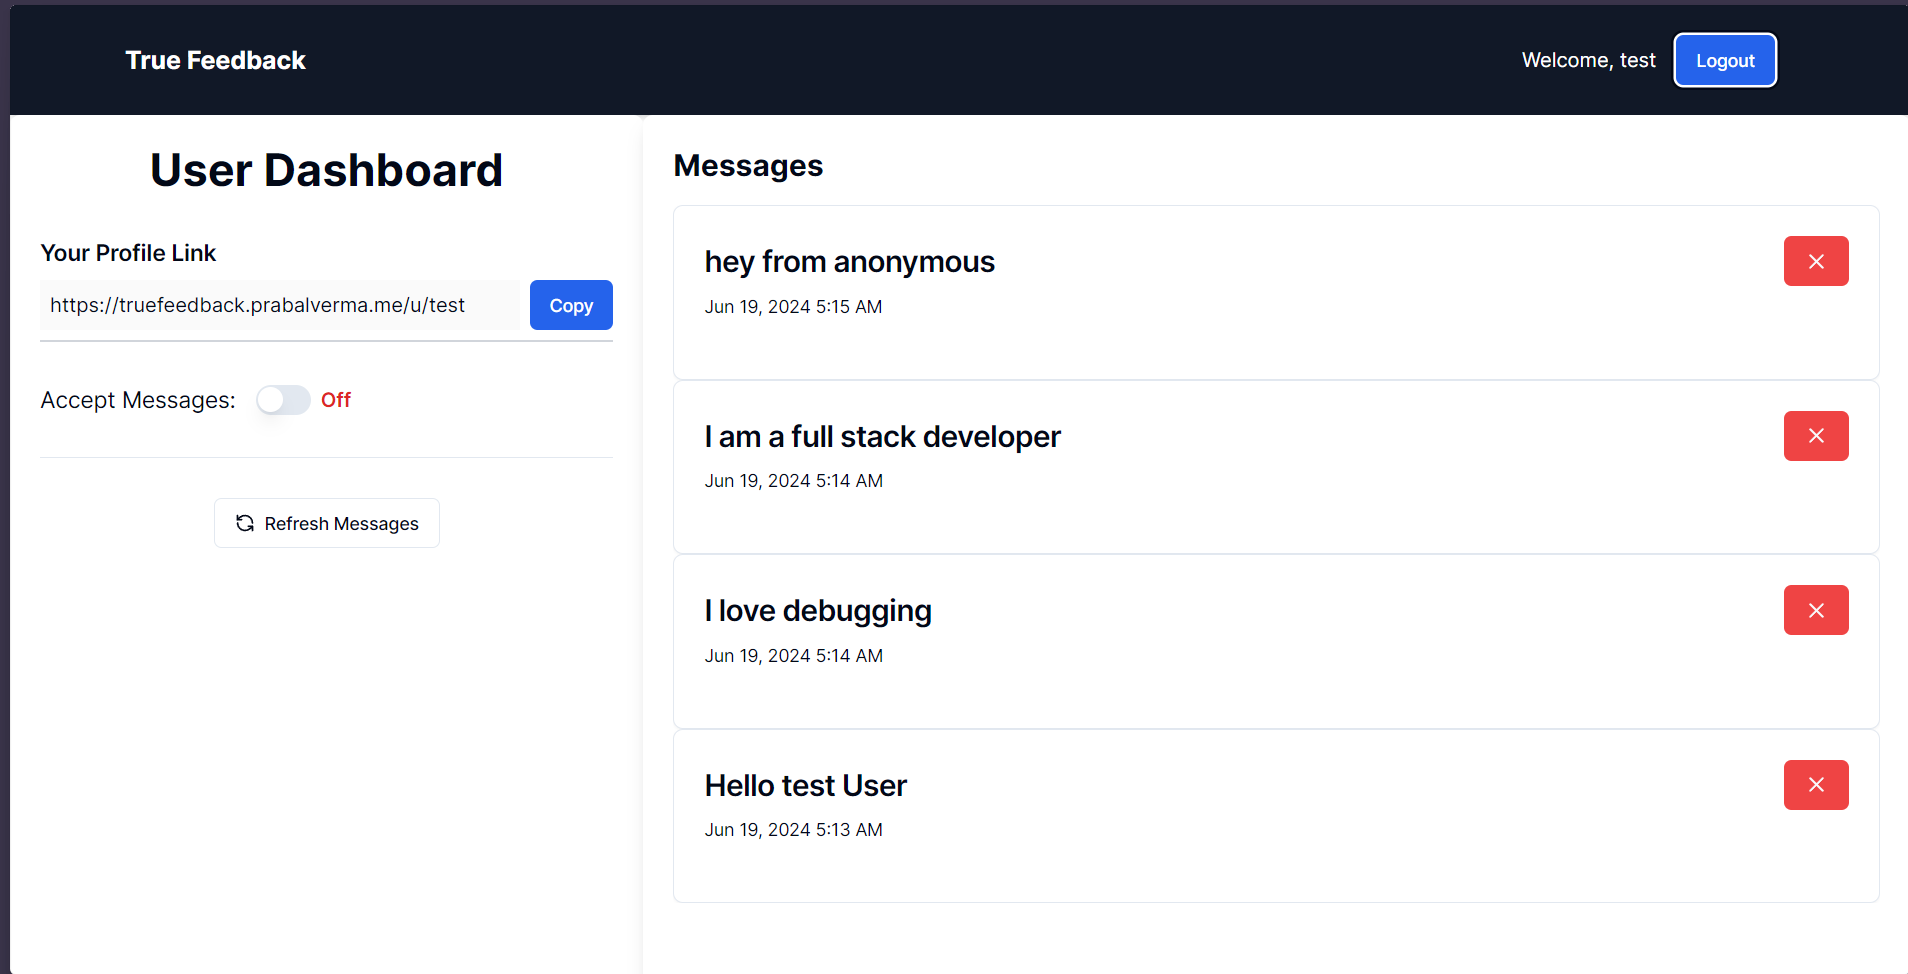 True Feedback
Welcome, test
Logout
User Dashboard
Your Profile Link
https://truefeedback.prabalverma.me/u/test
Copy
Accept Messages:
Off
Refresh Messages
Messages
hey from anonymous
Jun 19, 2024 5:15 AM
I am a full stack developer
Jun 19, 2024 5:14 AM
I love debugging
Jun 19, 2024 5:14 AM
Hello test User
Jun 19, 2024 5:13 AM